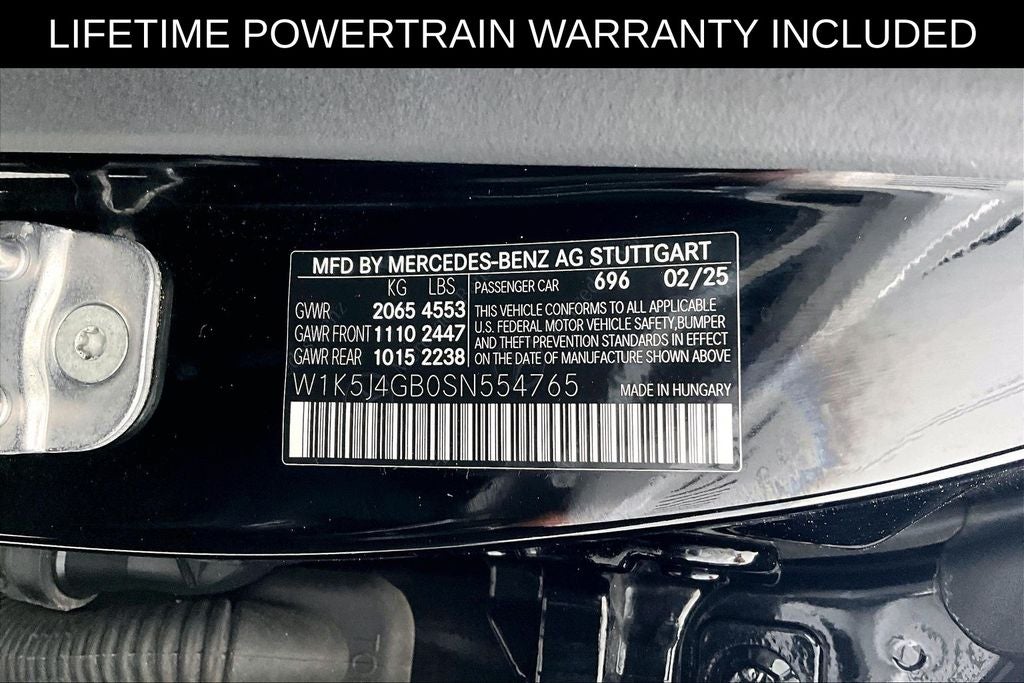 LIFETIME POWERTRAIN WARRANTY INCLUDED
MFD BY MERCEDES-BENZ AG STUTTGART
KG LBS PASSENGER CAR 696 02/25
GVWR 2065 4553 THIS VEHICLE CONFORMS TO ALL APPLICABLE
GAWR FRONT 1110 2447 U.S. FEDERAL MOTOR VEHICLE SAFETY,BUMPER
AND THEFT PREVENTION STANDARDS IN EFFECT
GAWR REAR 1015 2238 ON THE DATE OF MANUFACTURE SHOWN ABOVE
W1K5J4GB0SN554765 MADE IN HUNGARY